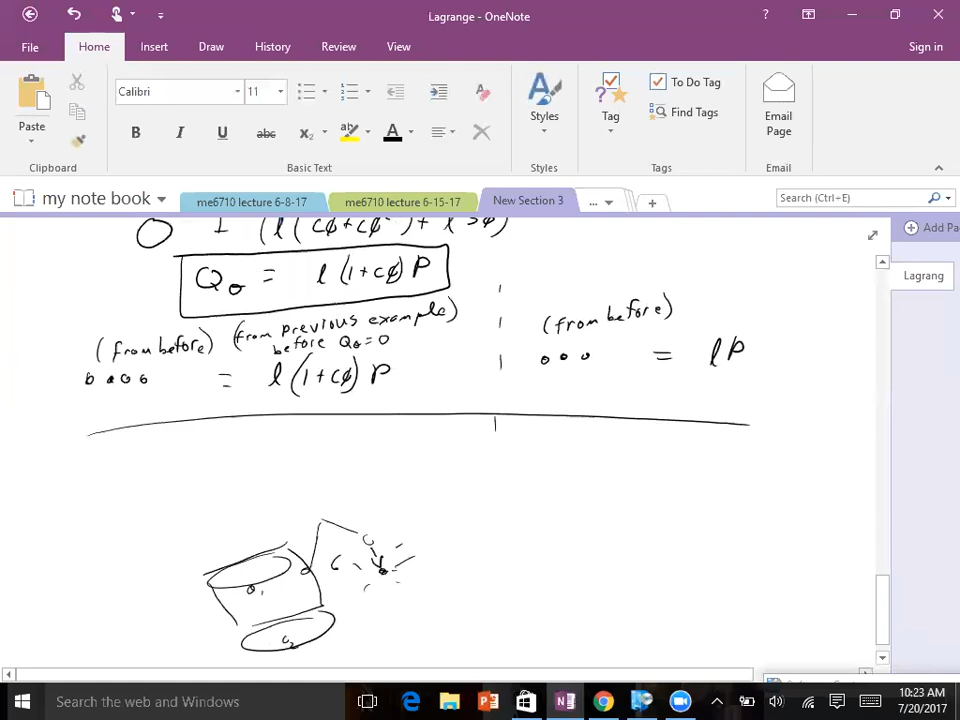 Lagrange - OneNote
File Home Insert Draw History Review View Sign in
Paste
Calibri 11
Styles Tag To Do Tag
Find Tags
Email Page
Clipboard Basic Text Styles Tags Email
my note book me6710 lecture 6-8-17 me6710 lecture 6-15-17 New Section 3 ... Search (Ctrl+E)
Add Pa
Lagrang
Qθ = l(1+cϕ)P
(from before) (from previous example) before Qθ=0
(from before)
= l(1+cϕ)P
= lP
Search the web and Windows
10:23 AM
7/20/2017